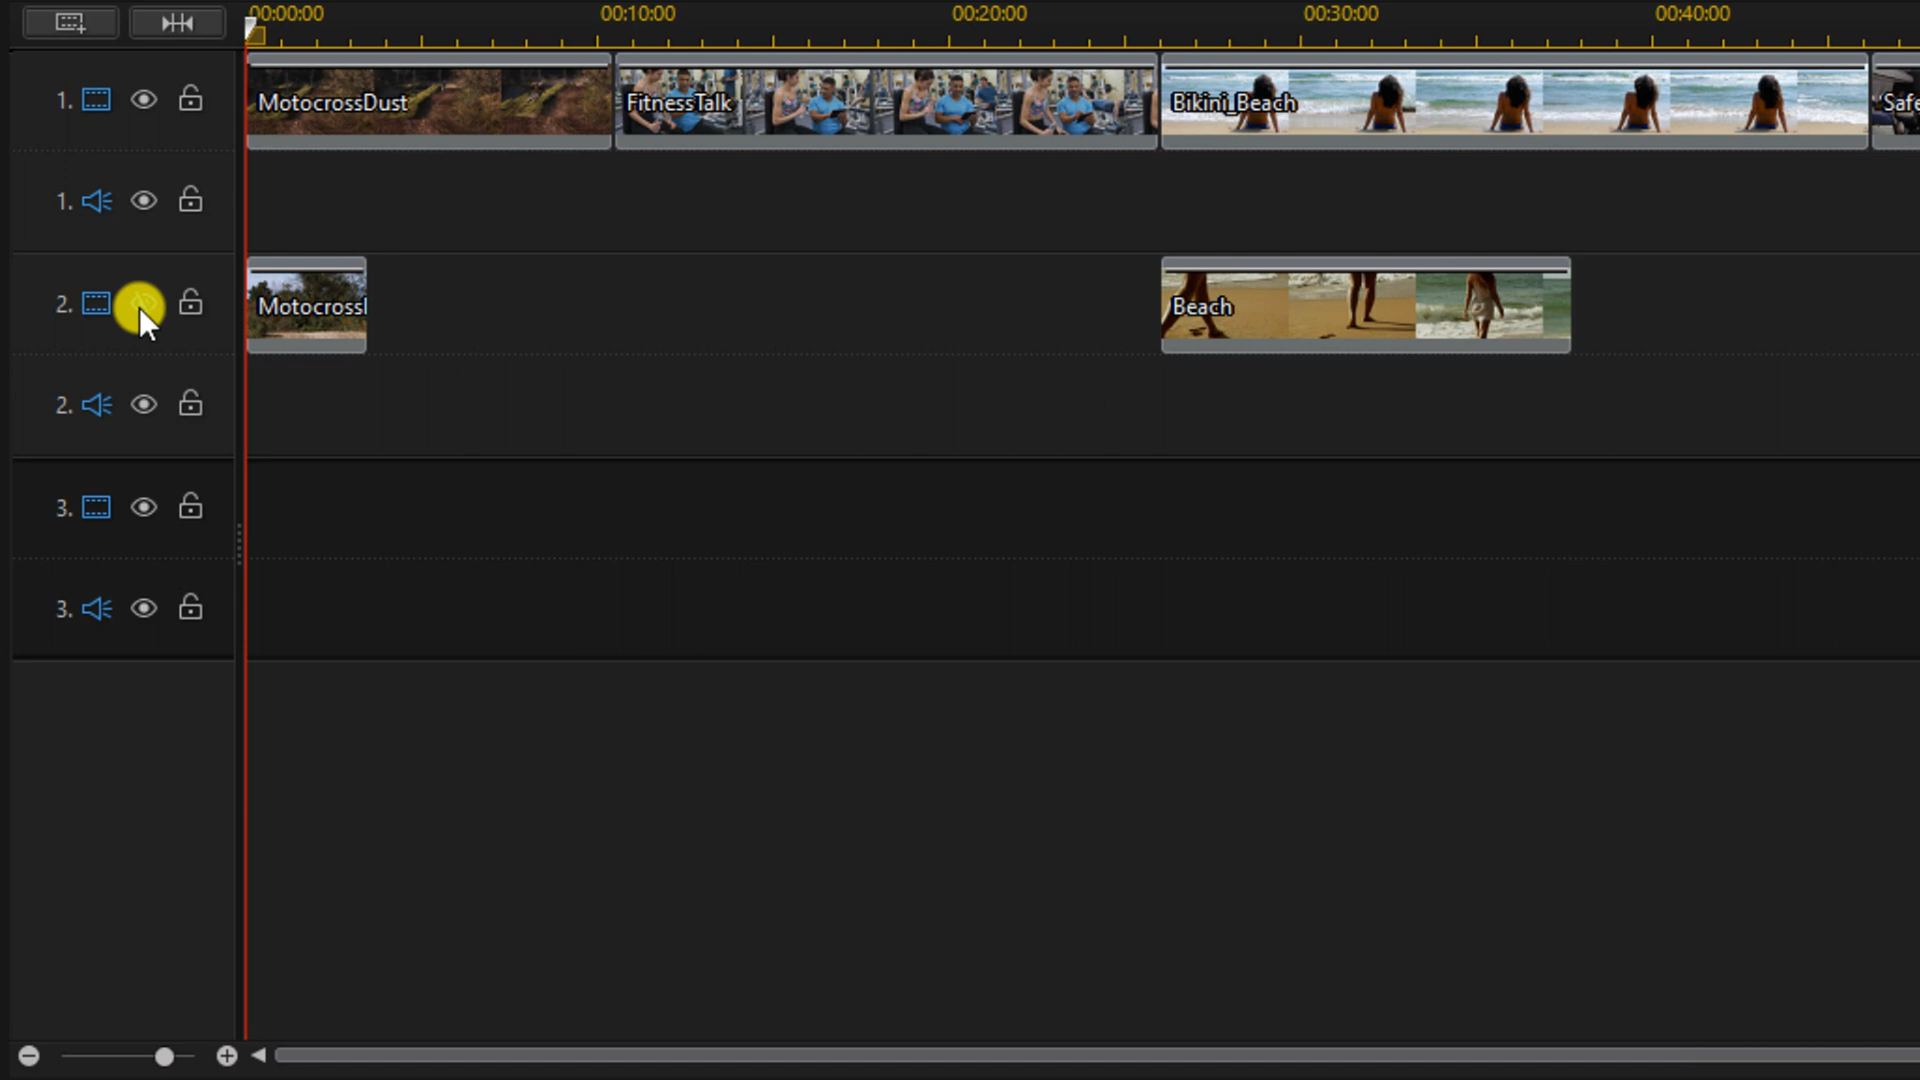 00:00:00 00:10:00 00:20:00 00:30:00 00:40:00
1. MotocrossDust FitnessTalk Bikini_Beach Safe
1.
2. Motocross Beach
2.
3.
3.